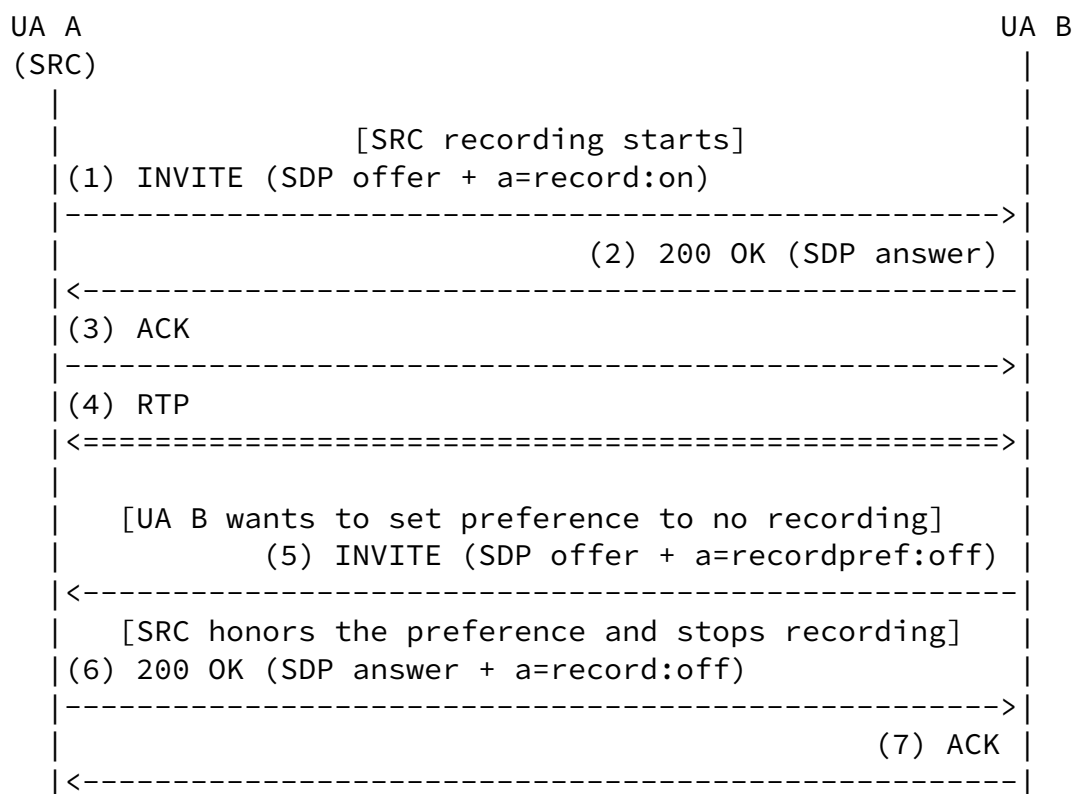 UA A                                                   UA B
(SRC)                                                    |
  |                                                      |
  |                [SRC recording starts]                |
  |(1) INVITE (SDP offer + a=record:on)                  |
  |----------------------------------------------------->|
  |                             (2) 200 OK (SDP answer)  |
  |<-----------------------------------------------------|
  |(3) ACK                                               |
  |----------------------------------------------------->|
  |(4) RTP                                               |
  |<====================================================>|
  |                                                      |
  |   [UA B wants to set preference to no recording]     |
  |           (5) INVITE (SDP offer + a=recordpref:off)  |
  |<-----------------------------------------------------|
  |   [SRC honors the preference and stops recording]    |
  |(6) 200 OK (SDP answer + a=record:off)                |
  |----------------------------------------------------->|
  |                                             (7) ACK  |
  |<-----------------------------------------------------|